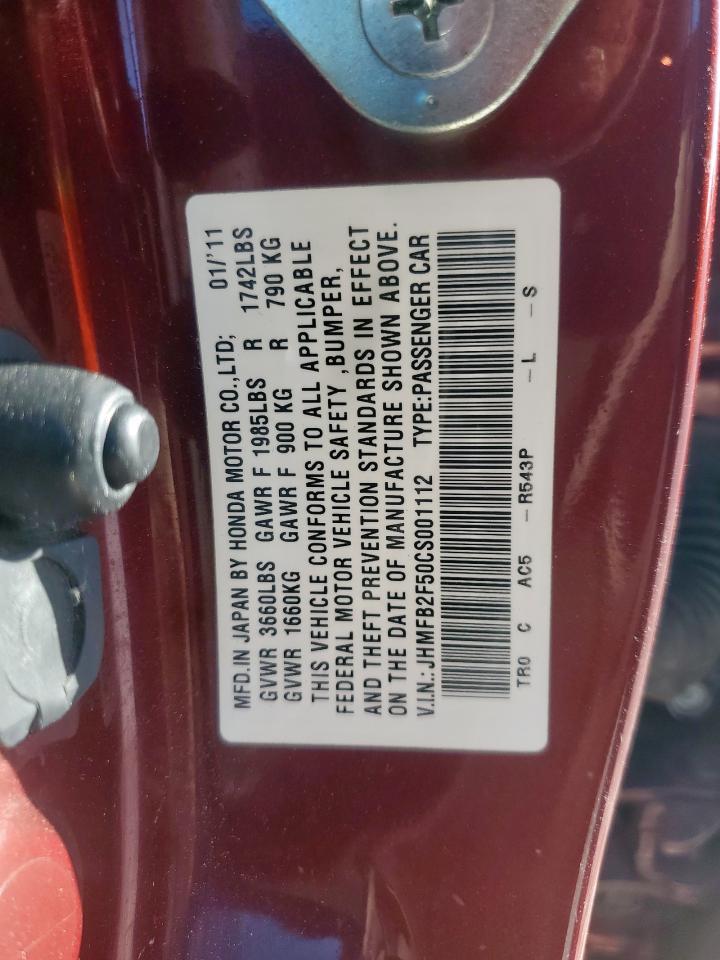 MFD.IN JAPAN BY HONDA MOTOR CO.,LTD; 01/'11
GVWR 3660LBS GAWR F 1985LBS R 1742LBS
GVWR 1660KG GAWR F 900 KG R 790 KG
THIS VEHICLE CONFORMS TO ALL APPLICABLE
FEDERAL MOTOR VEHICLE SAFETY ,BUMPER,
AND THEFT PREVENTION STANDARDS IN EFFECT
ON THE DATE OF MANUFACTURE SHOWN ABOVE.
V.I.N.:JHMFB2F50CS001112 TYPE:PASSENGER CAR
TR0 C AC5 -R543P -L -S